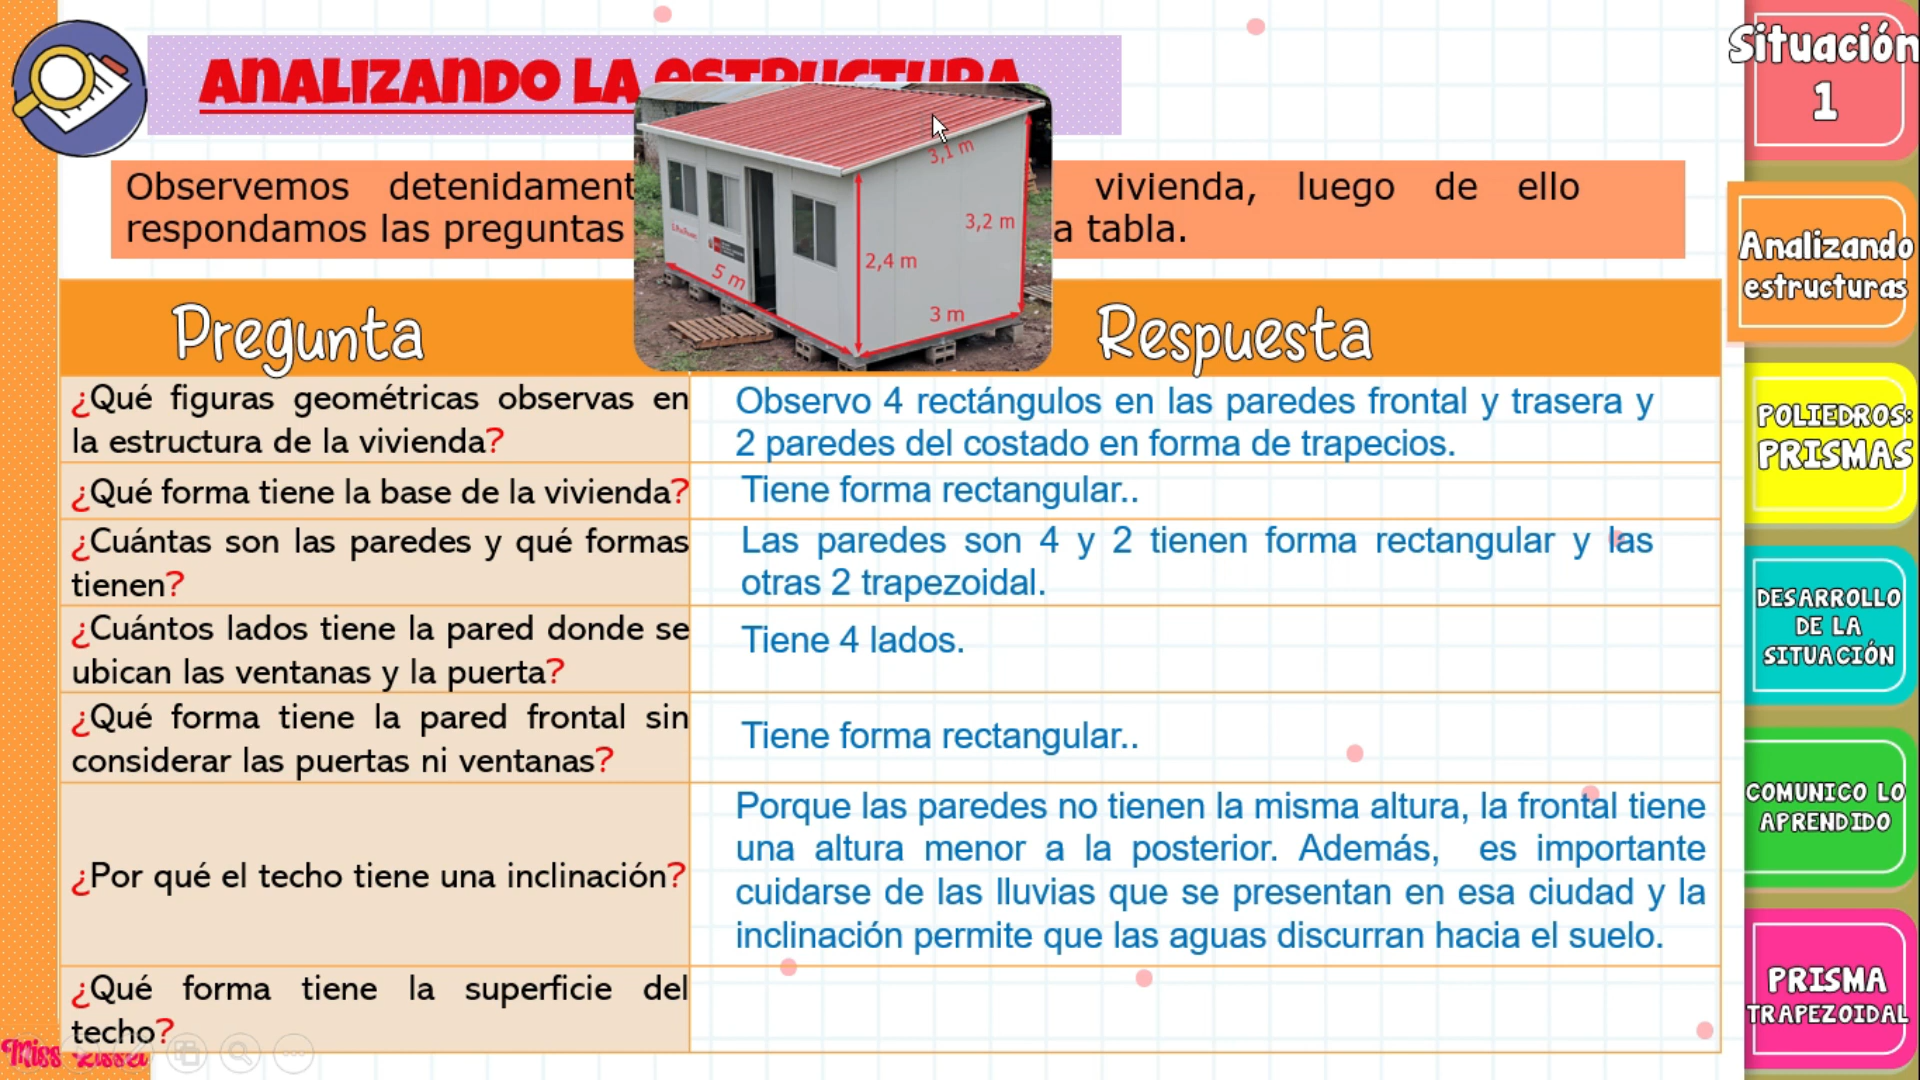 ANALIZANDO LA ESTRUCTURA
Observemos detenidament vivienda, luego de ello
respondamos las preguntas a tabla.
3,1 m
3,2 m
2,4 m
5 m
3 m
Pregunta
Respuesta
¿Qué figuras geométricas observas en
la estructura de la vivienda?
Observo 4 rectángulos en las paredes frontal y trasera y
2 paredes del costado en forma de trapecios.
¿Qué forma tiene la base de la vivienda?
Tiene forma rectangular..
¿Cuántas son las paredes y qué formas
tienen?
Las paredes son 4 y 2 tienen forma rectangular y las
otras 2 trapezoidal.
¿Cuántos lados tiene la pared donde se
ubican las ventanas y la puerta?
Tiene 4 lados.
¿Qué forma tiene la pared frontal sin
considerar las puertas ni ventanas?
Tiene forma rectangular..
¿Por qué el techo tiene una inclinación?
Porque las paredes no tienen la misma altura, la frontal tiene
una altura menor a la posterior. Además, es importante
cuidarse de las lluvias que se presentan en esa ciudad y la
inclinación permite que las aguas discurran hacia el suelo.
¿Qué forma tiene la superficie del
techo?
Miss
Situación
1
Analizando
estructuras
POLIEDROS:
PRISMAS
DESARROLLO
DE LA
SITUACIÓN
COMUNICO LO
APRENDIDO
PRISMA
TRAPEZOIDAL